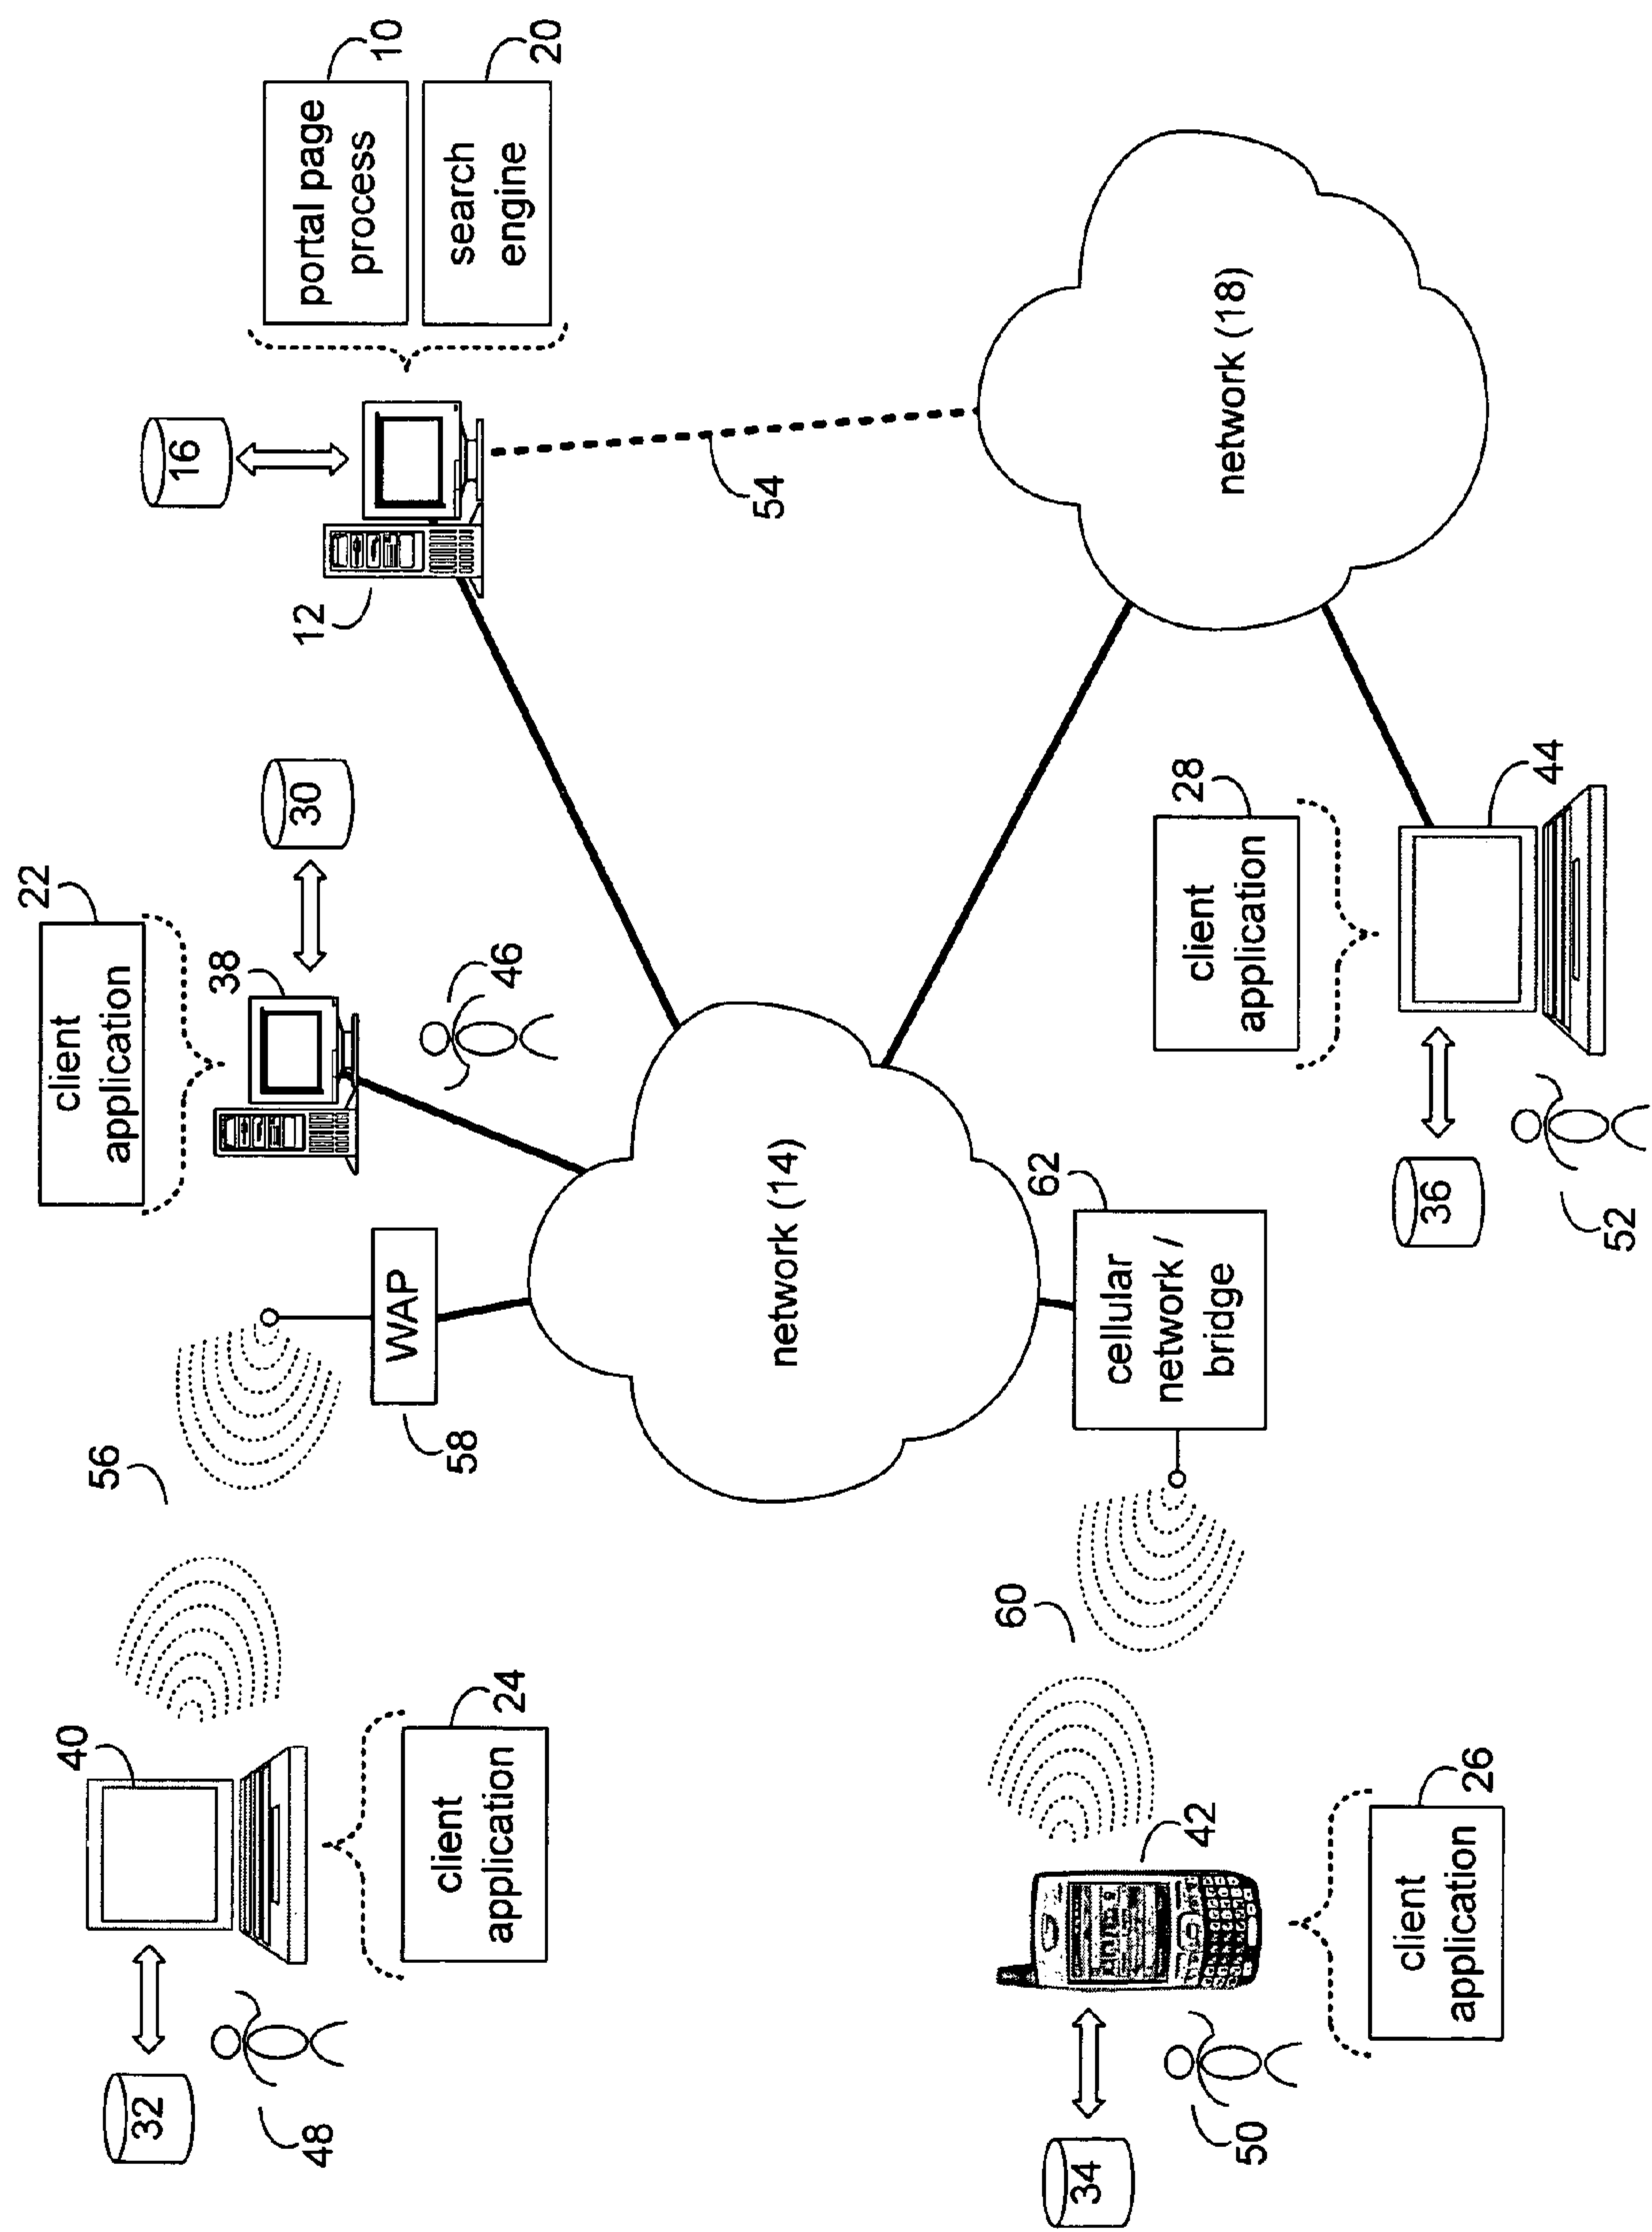 32
40
48
client
application
24
56
WAP
58
client
application
22
38
30
46
16
12
portal page
process
10
search
engine
20
54
network (14)
network (18)
34
42
50
client
application
26
60
cellular
network /
bridge
62
client
application
28
44
36
52